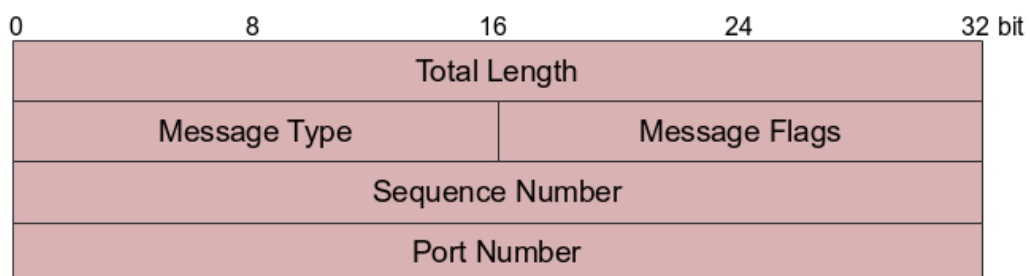 0 8 16 24 32 bit
Total Length
Message Type Message Flags
Sequence Number
Port Number